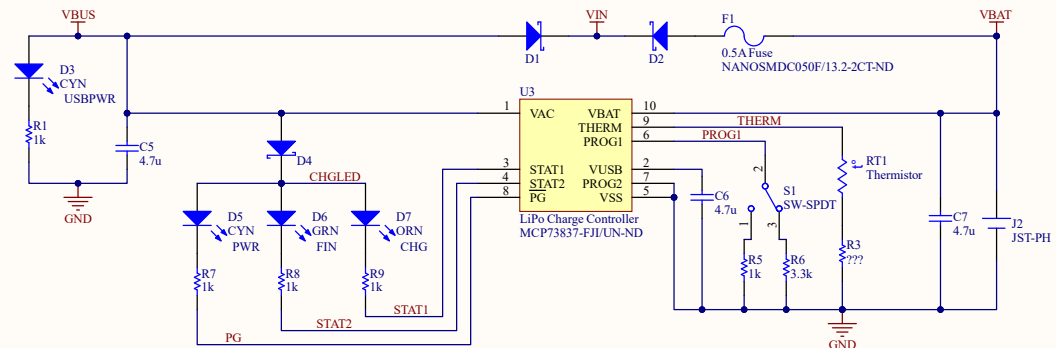 VBUS
VIN
VBAT
F1
D1
D2
0.5A Fuse
NANOSMDC050F/13.2-2CT-ND
D3
CYN
USBPWR
R1
1k
C5
4.7u
GND
U3
1
VAC
VBAT
10
THERM
9
THERM
PROG1
6
PROG1
3
STAT1
VUSB
2
4
STAT2
PROG2
7
8
PG
VSS
5
LiPo Charge Controller
MCP73837-FJI/UN-ND
D4
CHGLED
D5
CYN
PWR
D6
GRN
FIN
D7
ORN
CHG
R7
1k
R8
1k
R9
1k
STAT1
STAT2
PG
C6
4.7u
2
S1
SW-SPDT
1
3
R5
1k
R6
3.3k
t
RT1
Thermistor
R3
???
C7
4.7u
J2
JST-PH
GND